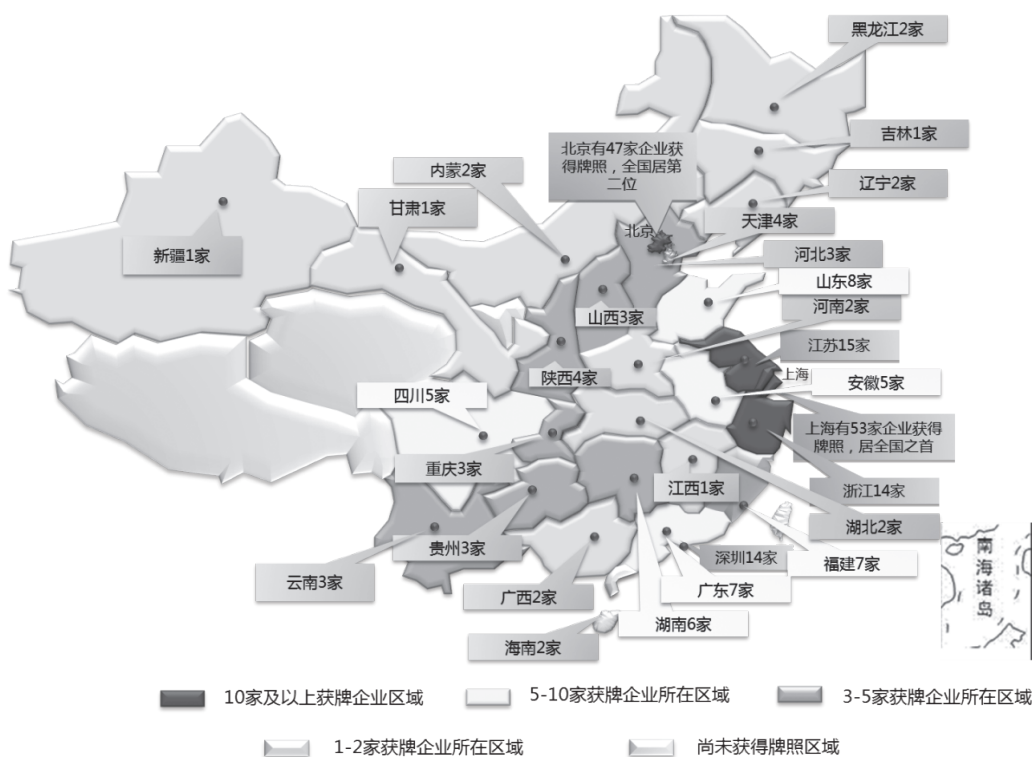 黑龙江2家
吉林1家
北京有47家企业获
得牌照，全国居第
二位
内蒙2家
辽宁2家
甘肃1家
天津4家
北京
新疆1家
河北3家
山东8家
河南2家
山西3家
江苏15家
上海
陕西4家
安徽5家
四川5家
上海有53家企业获得
牌照，居全国之首
重庆3家
江西1家
浙江14家
湖北2家
贵州3家
深圳14家
福建7家
云南3家
广西2家
广东7家
湖南6家
海南2家
南海诸岛
10家及以上获牌企业区域
5-10家获牌企业所在区域
3-5家获牌企业所在区域
1-2家获牌企业所在区域
尚未获得牌照区域